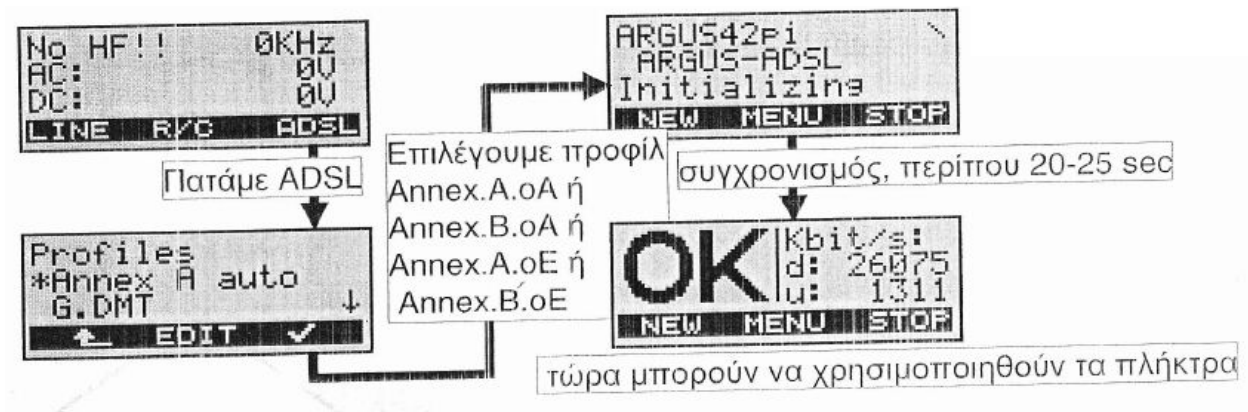 No HF!! 0KHz
AC: 0V
DC: 0V
LINE R/C ADSL
Πατάμε ADSL
Profiles
*Annex A auto
G.DMT ↓
EDIT ✓
Επιλέγουμε προφίλ
Annex.A.oA ή
Annex.B.oA ή
Annex.A.oE ή
Annex.B.oE
ARGUS42pi \
ARGUS-ADSL
Initializing
NEW MENU STOP
συγχρονισμός, περίπου 20-25 sec
OK
Kbit/s:
d: 26075
u: 1311
NEW MENU STOP
τώρα μπορούν να χρησιμοποιηθούν τα πλήκτρα